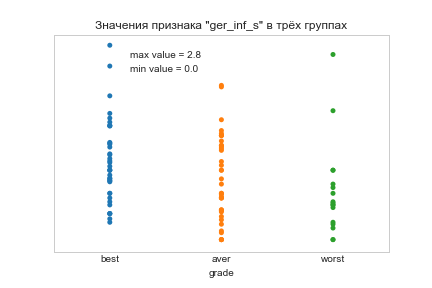 Значения признака "ger_inf_s" в трёх группах
max value = 2.8
min value = 0.0
best aver worst
grade